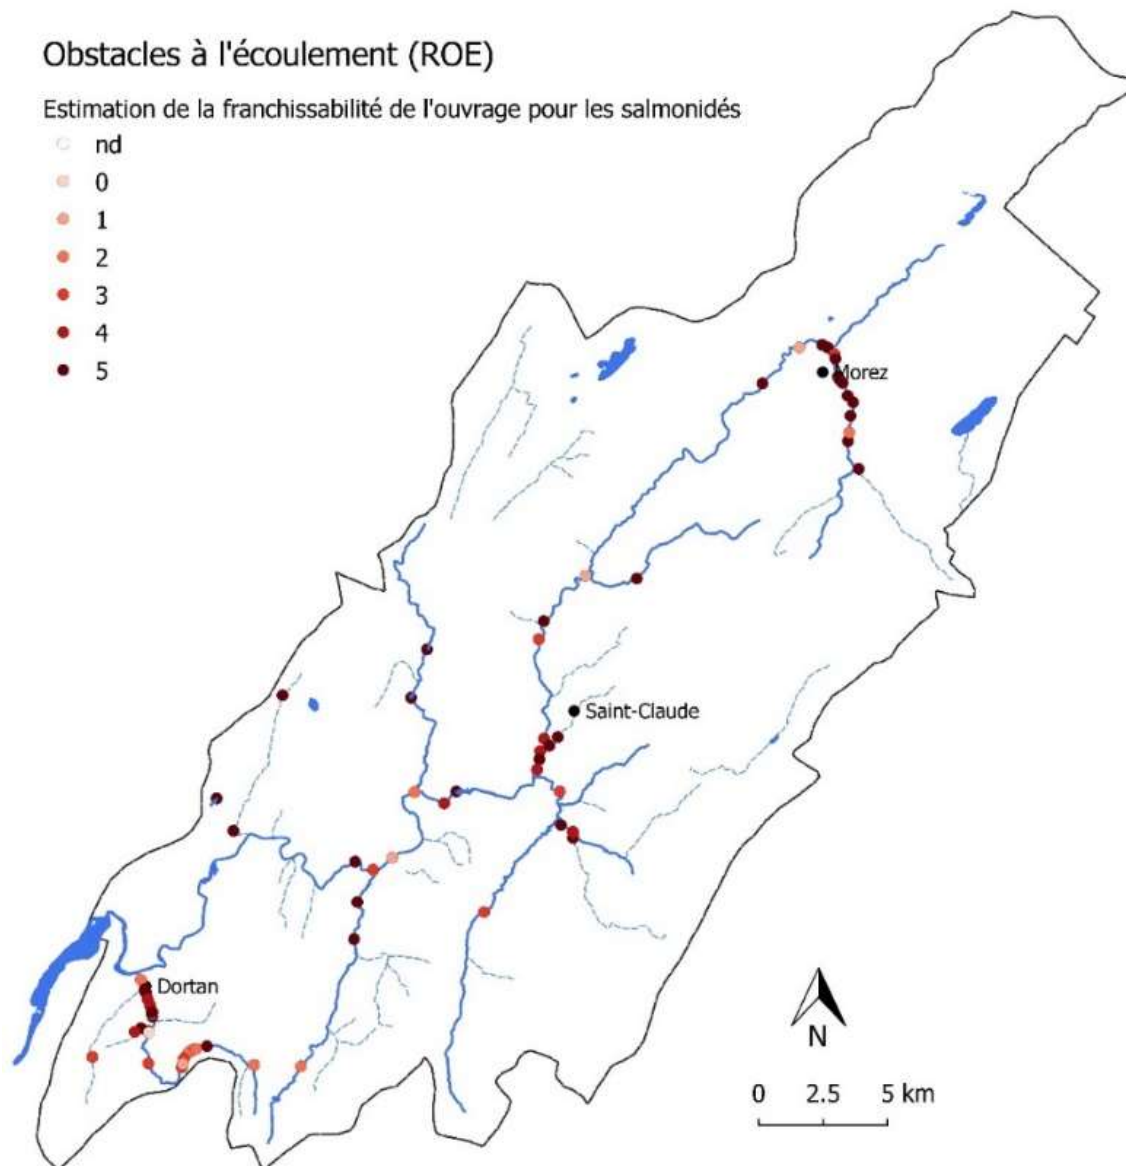 Obstacles à l'écoulement (ROE)
Estimation de la franchissabilité de l'ouvrage pour les salmonidés
nd
0
1
2
3
4
5
Morez
Saint-Claude
Dortan
N
0 2.5 5 km